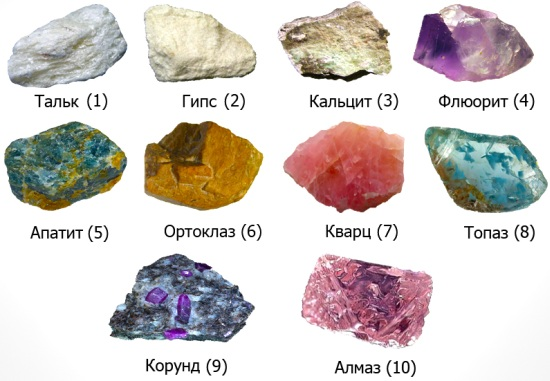 Тальк (1)
Гипс (2)
Кальцит (3)
Флюорит (4)
Апатит (5)
Ортоклаз (6)
Кварц (7)
Топаз (8)
Корунд (9)
Алмаз (10)